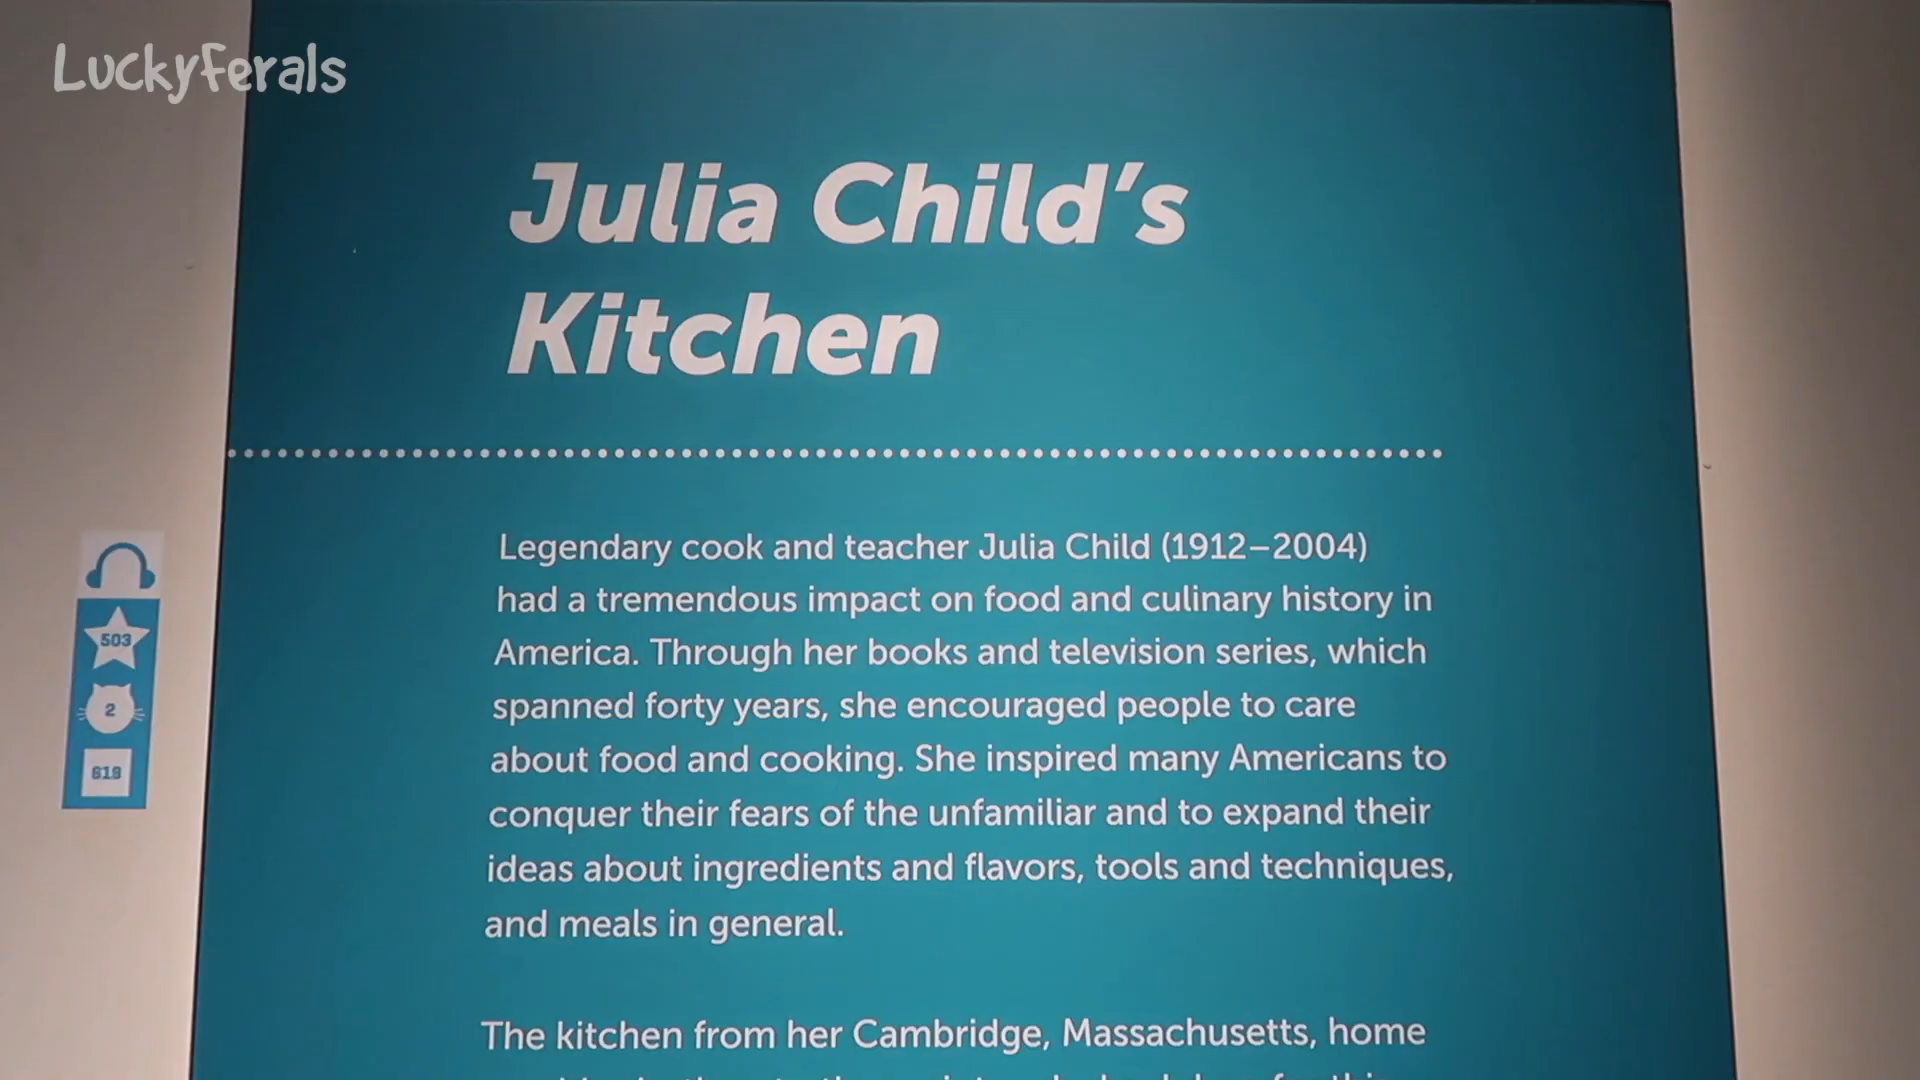 LuckyFerals
Julia Child's
Kitchen
Legendary cook and teacher Julia Child (1912–2004)
had a tremendous impact on food and culinary history in
America. Through her books and television series, which
spanned forty years, she encouraged people to care
about food and cooking. She inspired many Americans to
conquer their fears of the unfamiliar and to expand their
ideas about ingredients and flavors, tools and techniques,
and meals in general.
The kitchen from her Cambridge, Massachusetts, home
503
2
619